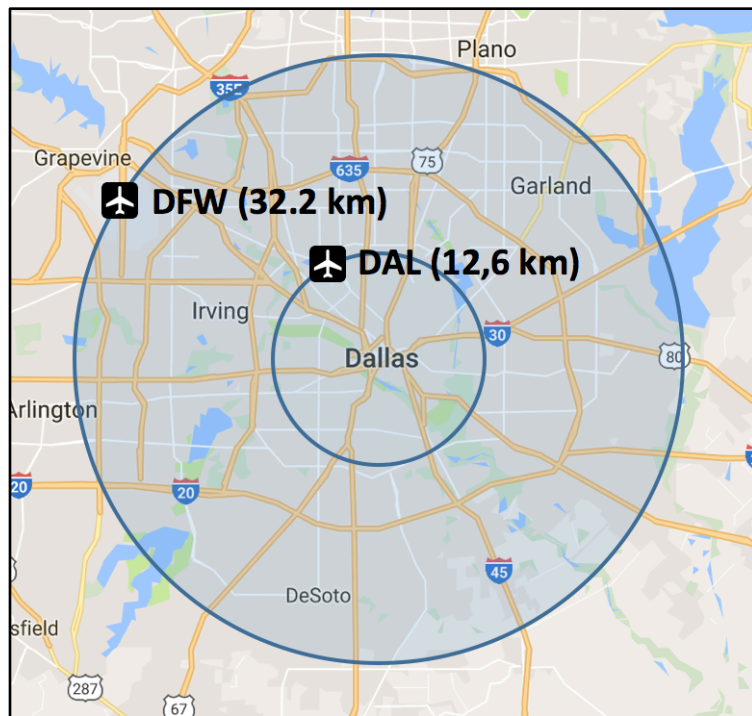 Plano
35E
Grapevine
635
75
Garland
DFW (32.2 km)
DAL (12,6 km)
Irving
30
Dallas
80
Arlington
20
20
45
DeSoto
sfield
287
67